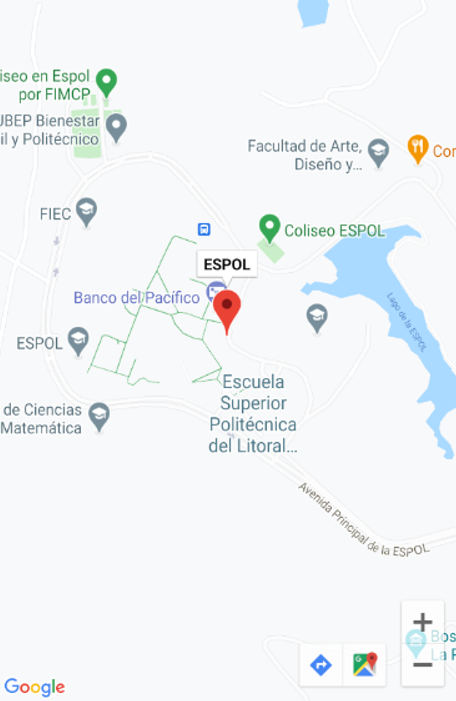 iseo en Espol
por FIMCP
UBEP Bienestar
il y Politécnico
Facultad de Arte,
Diseño y...
Cor
FIEC
Coliseo ESPOL
ESPOL
Banco del Pacífico
Lago de la ESPOL
ESPOL
Escuela
Superior
Politécnica
del Litoral...
de Ciencias
Matemática
Avenida Principal de la ESPOL
Bos
La P
Google